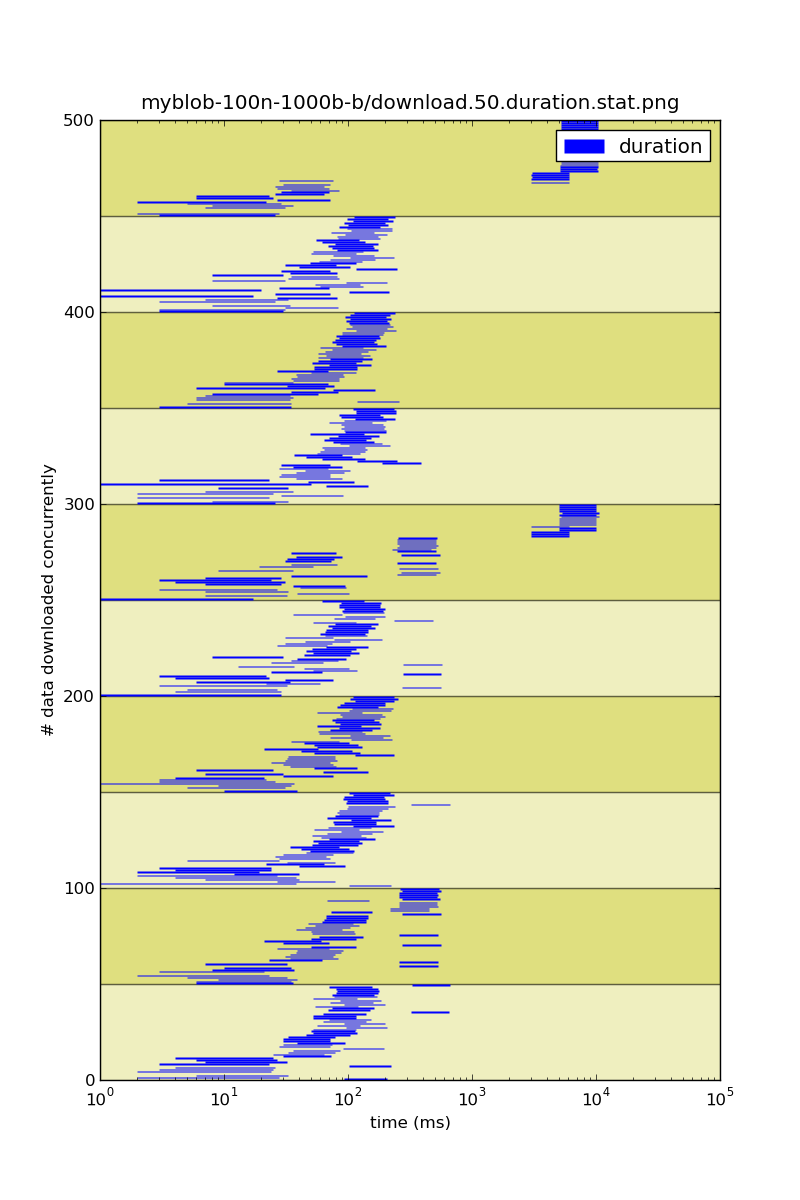 myblob-100n-1000b-b/download.50.duration.stat.png
duration
500
400
300
200
100
0
# data downloaded concurrently
10^0 10^1 10^2 10^3 10^4 10^5
time (ms)